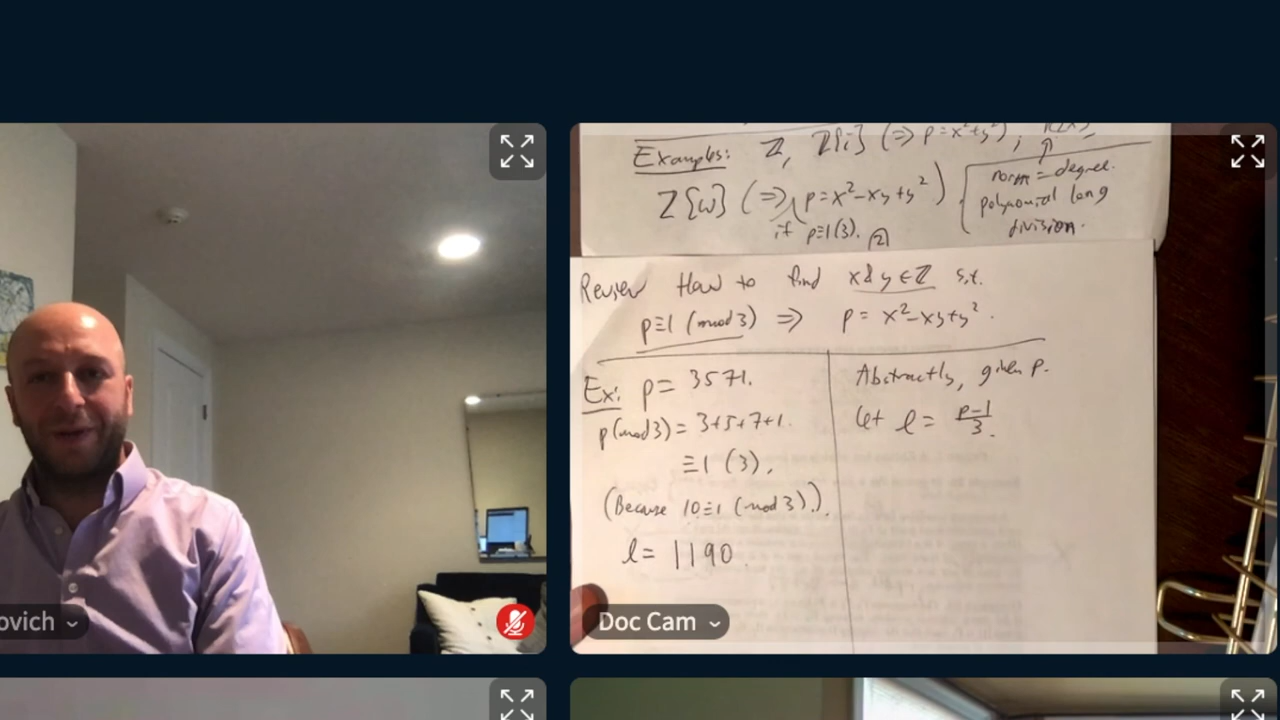 Examples: ℤ, ℤ[i] (⇒ p=x²+y²),
ℤ[ω] (⇒ p=x²-xy+y²)
if p≡1(3).
norm = degree.
polynomial long
division.
(2)
Review How to find x&y∈ℤ s.t.
p≡1 (mod 3) ⇒ p= x²-xy+y².
Ex: p= 3571.
p(mod 3)= 3+5+7+1.
≡1 (3).
(Because 10≡1 (mod 3)).
l= 1190
Abstractly, given p.
let l= p-1/3.
ovich
Doc Cam